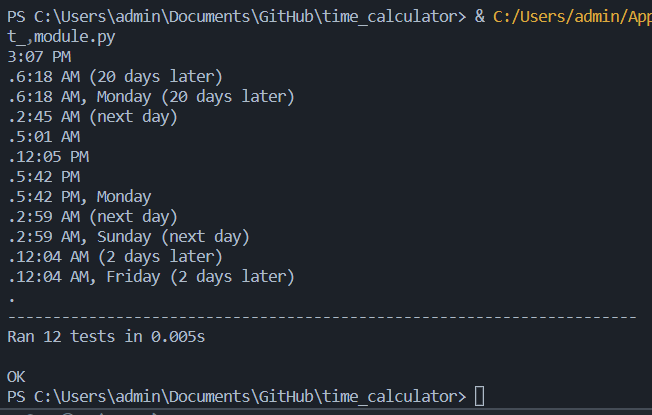 PS C:\Users\admin\Documents\GitHub\time_calculator> & C:/Users/admin/App
t_,module.py
3:07 PM
.6:18 AM (20 days later)
.6:18 AM, Monday (20 days later)
.2:45 AM (next day)
.5:01 AM
.12:05 PM
.5:42 PM
.5:42 PM, Monday
.2:59 AM (next day)
.2:59 AM, Sunday (next day)
.12:04 AM (2 days later)
.12:04 AM, Friday (2 days later)
.
----------------------------------------------------------------------
Ran 12 tests in 0.005s
OK
PS C:\Users\admin\Documents\GitHub\time_calculator>